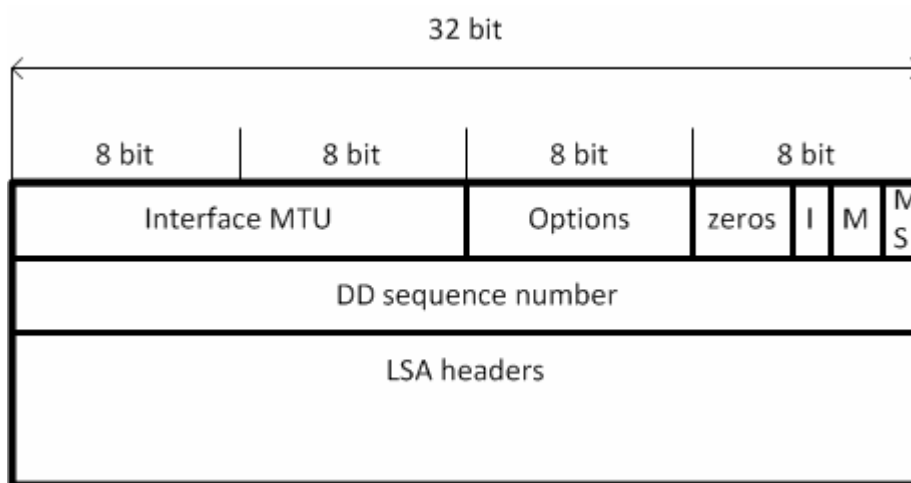 32 bit
8 bit 8 bit 8 bit 8 bit
Interface MTU Options zeros I M M
S
DD sequence number
LSA headers